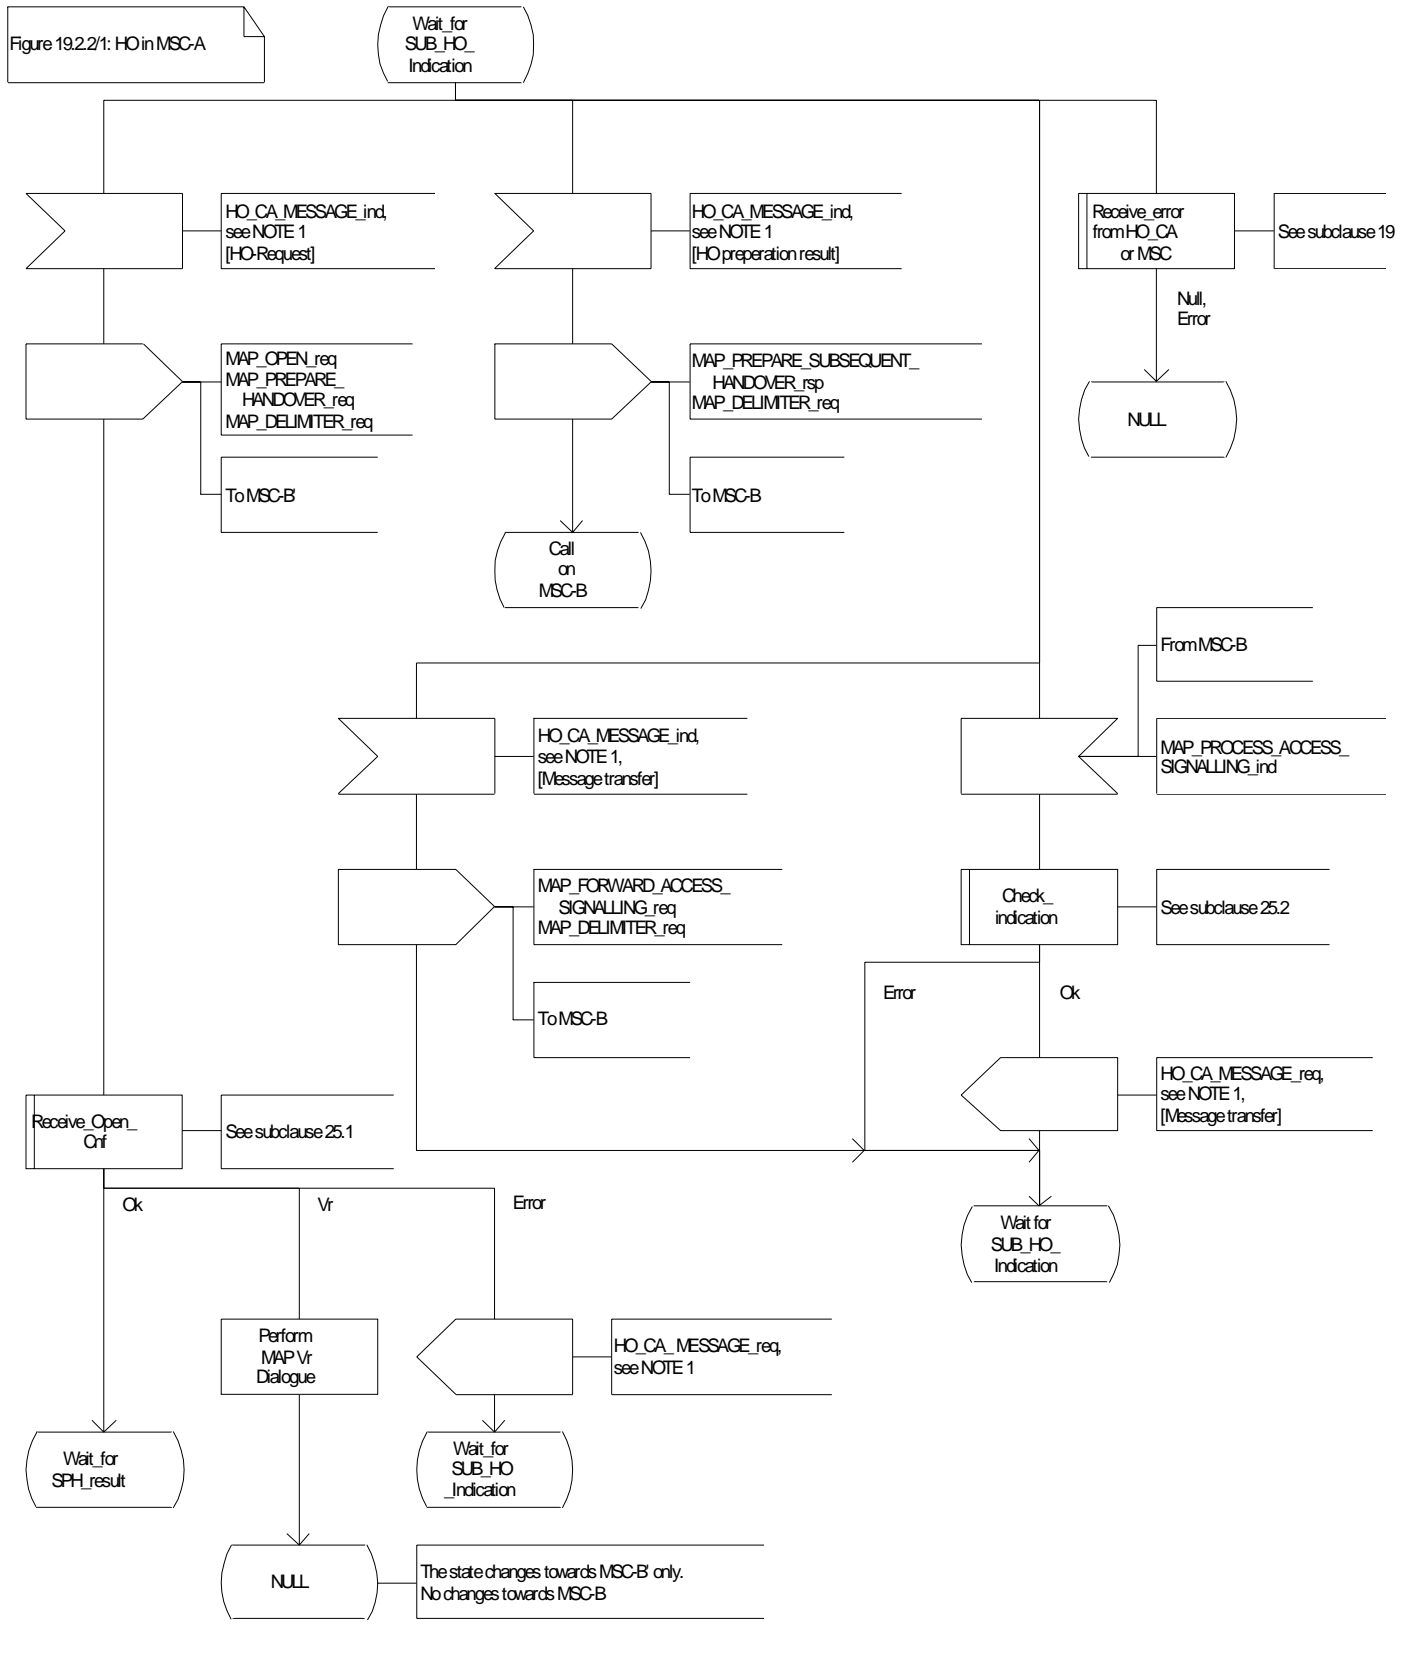 Figure 19.2.2/1: HO in MSC-A
Wait_for
SUB_HO_
Indication
HO_CA_MESSAGE_ind,
see NOTE 1
[HO-Request]
HO_CA_MESSAGE_ind,
see NOTE 1
[HO preperation result]
Receive_error
from HO_CA
or MSC
See subclause 19
Null,
Error
MAP_OPEN_req
MAP_PREPARE_
HANDOVER_req
MAP_DELIMITER_req
MAP_PREPARE_SUBSEQUENT_
HANDOVER_rsp
MAP_DELIMITER_req
NULL
To MSC-B'
To MSC-B
Call
on
MSC-B
From MSC-B
HO_CA_MESSAGE_ind,
see NOTE 1,
[Message transfer]
MAP_PROCESS_ACCESS_
SIGNALLING_ind
MAP_FORWARD_ACCESS_
SIGNALLING_req
MAP_DELIMITER_req
Check_
indication
See subclause 25.2
Error
Ok
To MSC-B
HO_CA_MESSAGE_req,
see NOTE 1,
[Message transfer]
Receive_Open_
Cnf
See subclause 25.1
Ok
Vr
Error
Wait for
SUB_HO_
Indication
Perform
MAP Vr
Dialogue
HO_CA_ MESSAGE_req,
see NOTE 1
Wait_for
SPH_result
Wait_for
SUB_HO
_Indication
NULL
The state changes towards MSC-B' only.
No changes towards MSC-B